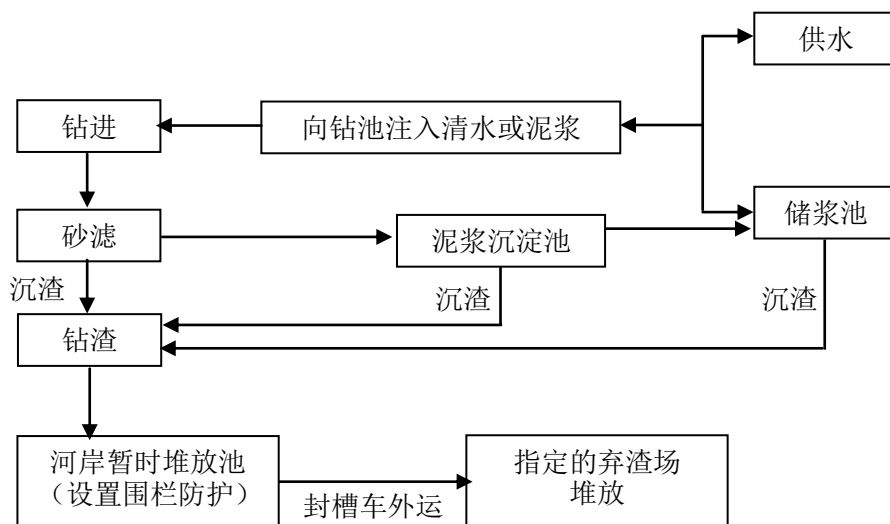 供水
钻进
向钻池注入清水或泥浆
砂滤
泥浆沉淀池
储浆池
沉渣
沉渣
沉渣
钻渣
河岸暂时堆放池
（设置围栏防护）
封槽车外运
指定的弃渣场
堆放